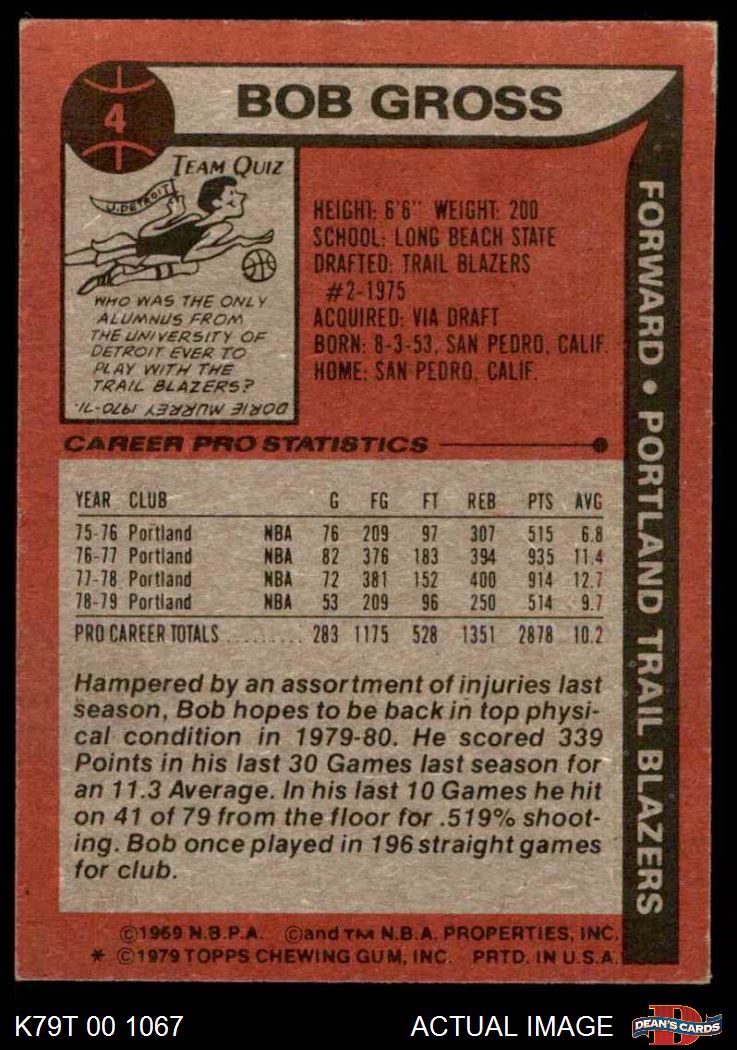 4
BOB GROSS
TEAM QUIZ
U. DETROIT
WHO WAS THE ONLY
ALUMNUS FROM
THE UNIVERSITY OF
DETROIT EVER TO
PLAY WITH THE
TRAIL BLAZERS?
DORIE MURREY 1970-71.
HEIGHT: 6'6" WEIGHT: 200
SCHOOL: LONG BEACH STATE
DRAFTED: TRAIL BLAZERS
#2-1975
ACQUIRED: VIA DRAFT
BORN: 8-3-53, SAN PEDRO, CALIF.
HOME: SAN PEDRO, CALIF.
FORWARD • PORTLAND TRAIL BLAZERS
CAREER PRO STATISTICS
YEAR CLUB G FG FT REB PTS AVG
75-76 Portland NBA 76 209 97 307 515 6.8
76-77 Portland NBA 82 376 183 394 935 11.4
77-78 Portland NBA 72 381 152 400 914 12.7
78-79 Portland NBA 53 209 96 250 514 9.7
PRO CAREER TOTALS ......... 283 1175 528 1351 2878 10.2
Hampered by an assortment of injuries last
season, Bob hopes to be back in top physi-
cal condition in 1979-80. He scored 339
Points in his last 30 Games last season for
an 11.3 Average. In his last 10 Games he hit
on 41 of 79 from the floor for .519% shoot-
ing. Bob once played in 196 straight games
for club.
©1969 N.B.P.A. ©and TM N.B.A. PROPERTIES, INC.
* ©1979 TOPPS CHEWING GUM, INC. PRTD. IN U.S.A.
K79T 00 1067 ACTUAL IMAGE
DEAN'S CARDS